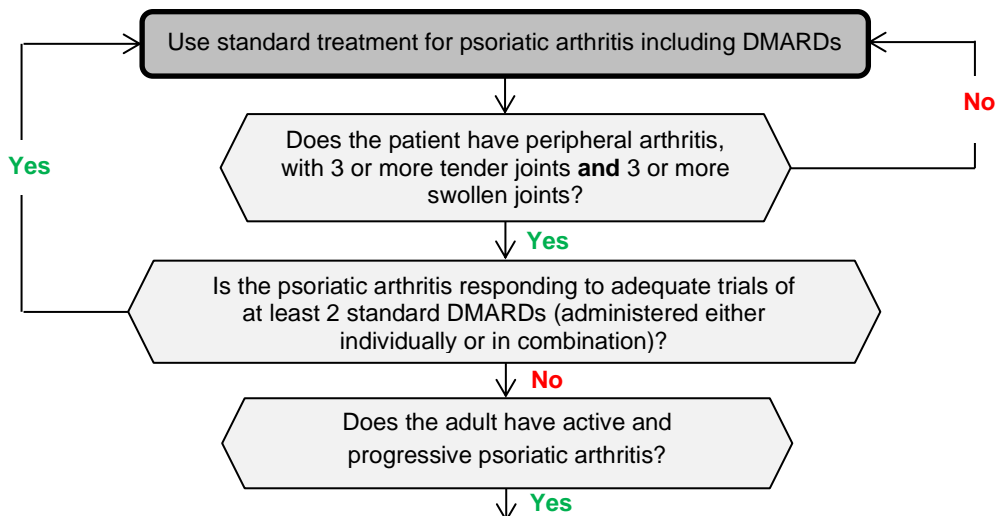 Use standard treatment for psoriatic arthritis including DMARDs
No
Does the patient have peripheral arthritis,
with 3 or more tender joints and 3 or more
swollen joints?
Yes
Yes
Is the psoriatic arthritis responding to adequate trials of
at least 2 standard DMARDs (administered either
individually or in combination)?
No
Does the adult have active and
progressive psoriatic arthritis?
Yes